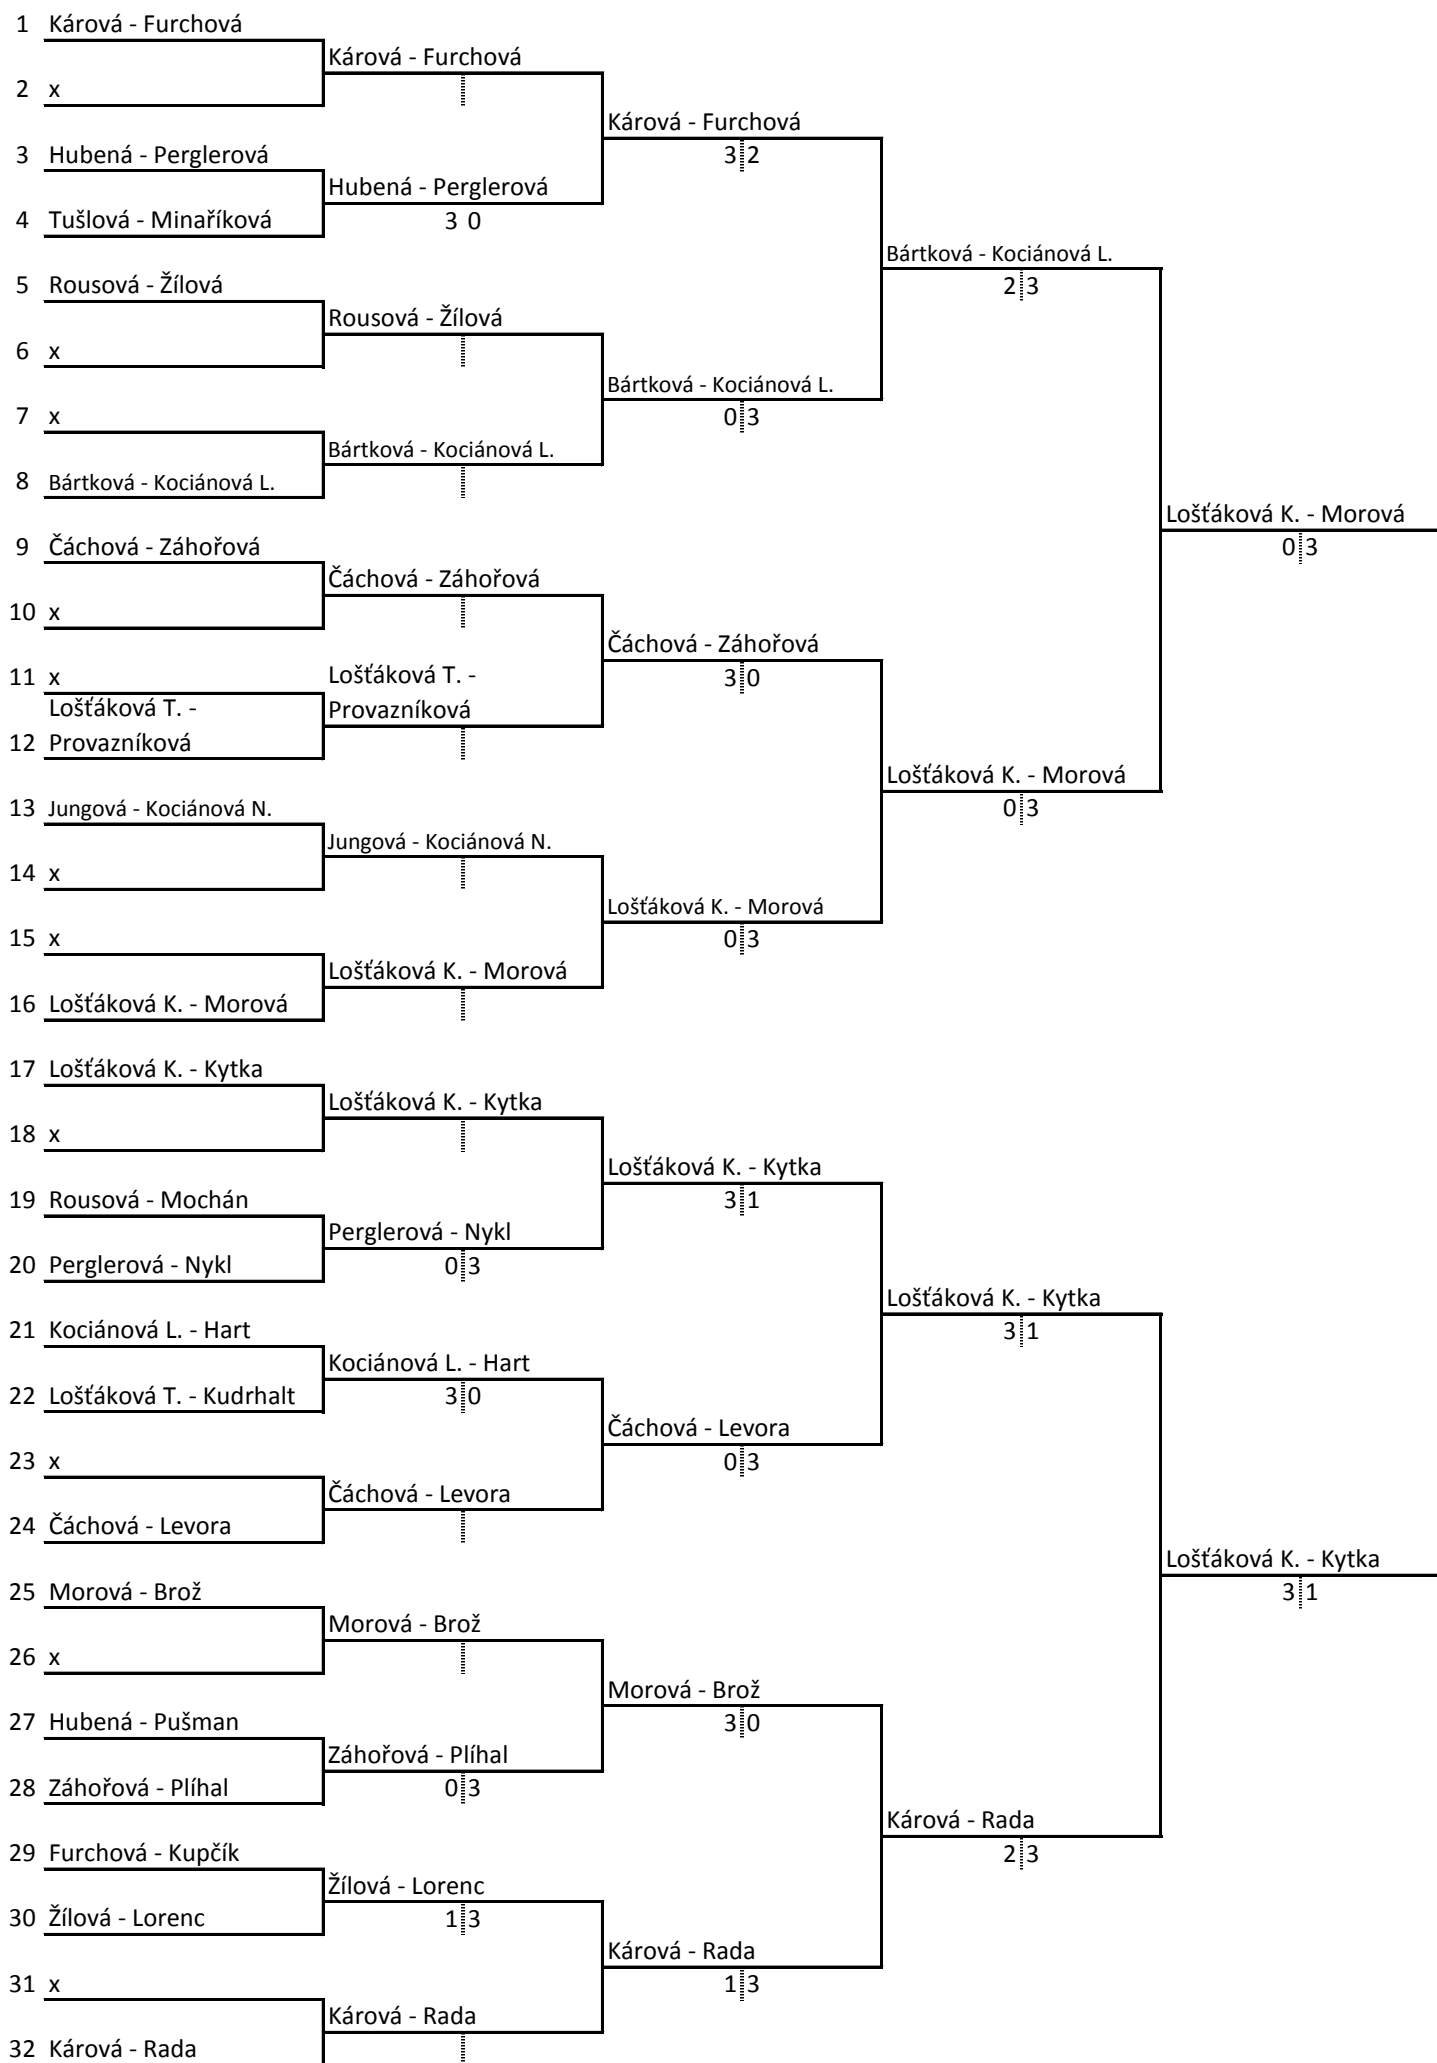 1 Kárová - Furchová
Kárová - Furchová
2 x
Kárová - Furchová
3 2
3 Hubená - Perglerová
Hubená - Perglerová
3 0
4 Tušlová - Minaříková
Bártková - Kociánová L.
2 3
5 Rousová - Žílová
Rousová - Žílová
6 x
Bártková - Kociánová L.
0 3
7 x
Bártková - Kociánová L.
8 Bártková - Kociánová L.
Lošťáková K. - Morová
0 3
9 Čáchová - Záhořová
Čáchová - Záhořová
10 x
Čáchová - Záhořová
3 0
11 x
Lošťáková T. -
Provazníková
Lošťáková T. -
12 Provazníková
Lošťáková K. - Morová
0 3
13 Jungová - Kociánová N.
Jungová - Kociánová N.
14 x
Lošťáková K. - Morová
0 3
15 x
Lošťáková K. - Morová
16 Lošťáková K. - Morová
17 Lošťáková K. - Kytka
Lošťáková K. - Kytka
18 x
Lošťáková K. - Kytka
3 1
19 Rousová - Mochán
Perglerová - Nykl
0 3
20 Perglerová - Nykl
Lošťáková K. - Kytka
3 1
21 Kociánová L. - Hart
Kociánová L. - Hart
3 0
22 Lošťáková T. - Kudrhalt
Čáchová - Levora
0 3
23 x
Čáchová - Levora
24 Čáchová - Levora
Lošťáková K. - Kytka
3 1
25 Morová - Brož
Morová - Brož
26 x
Morová - Brož
3 0
27 Hubená - Pušman
Záhořová - Plíhal
0 3
28 Záhořová - Plíhal
Kárová - Rada
2 3
29 Furchová - Kupčík
Žílová - Lorenc
1 3
30 Žílová - Lorenc
Kárová - Rada
1 3
31 x
Kárová - Rada
32 Kárová - Rada